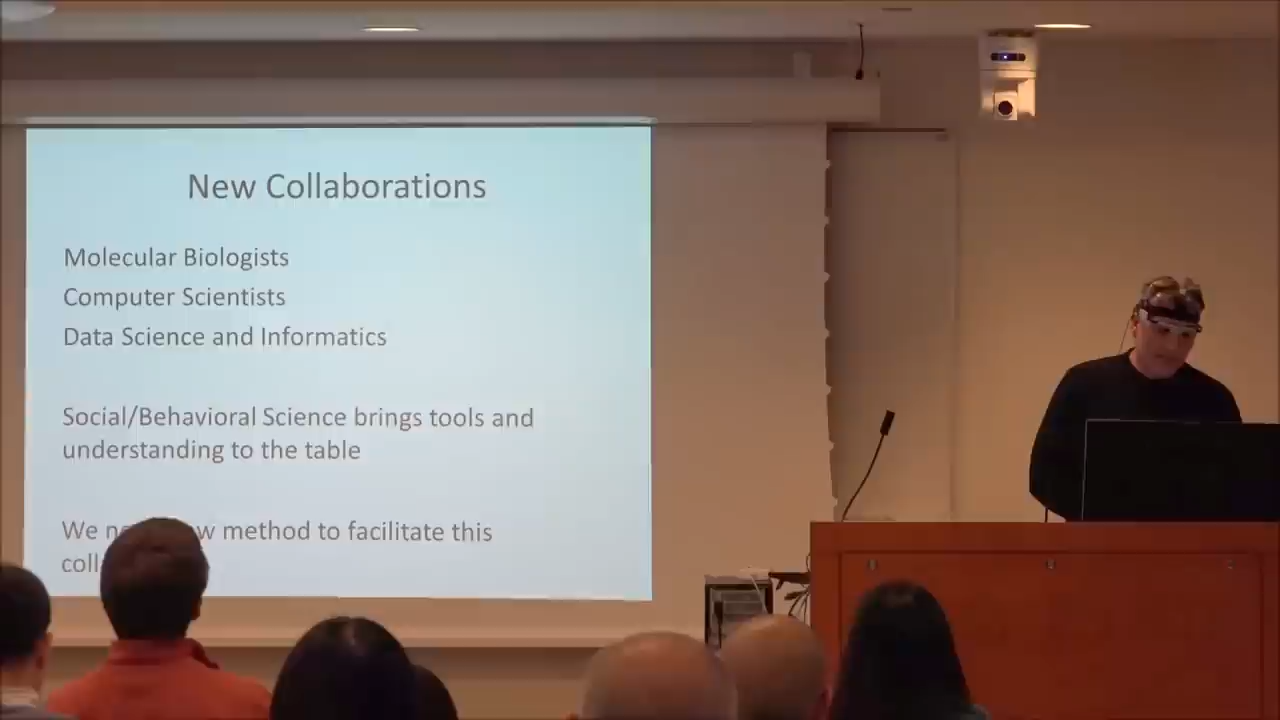 New Collaborations
Molecular Biologists
Computer Scientists
Data Science and Informatics
Social/Behavioral Science brings tools and
understanding to the table
We method to facilitate this